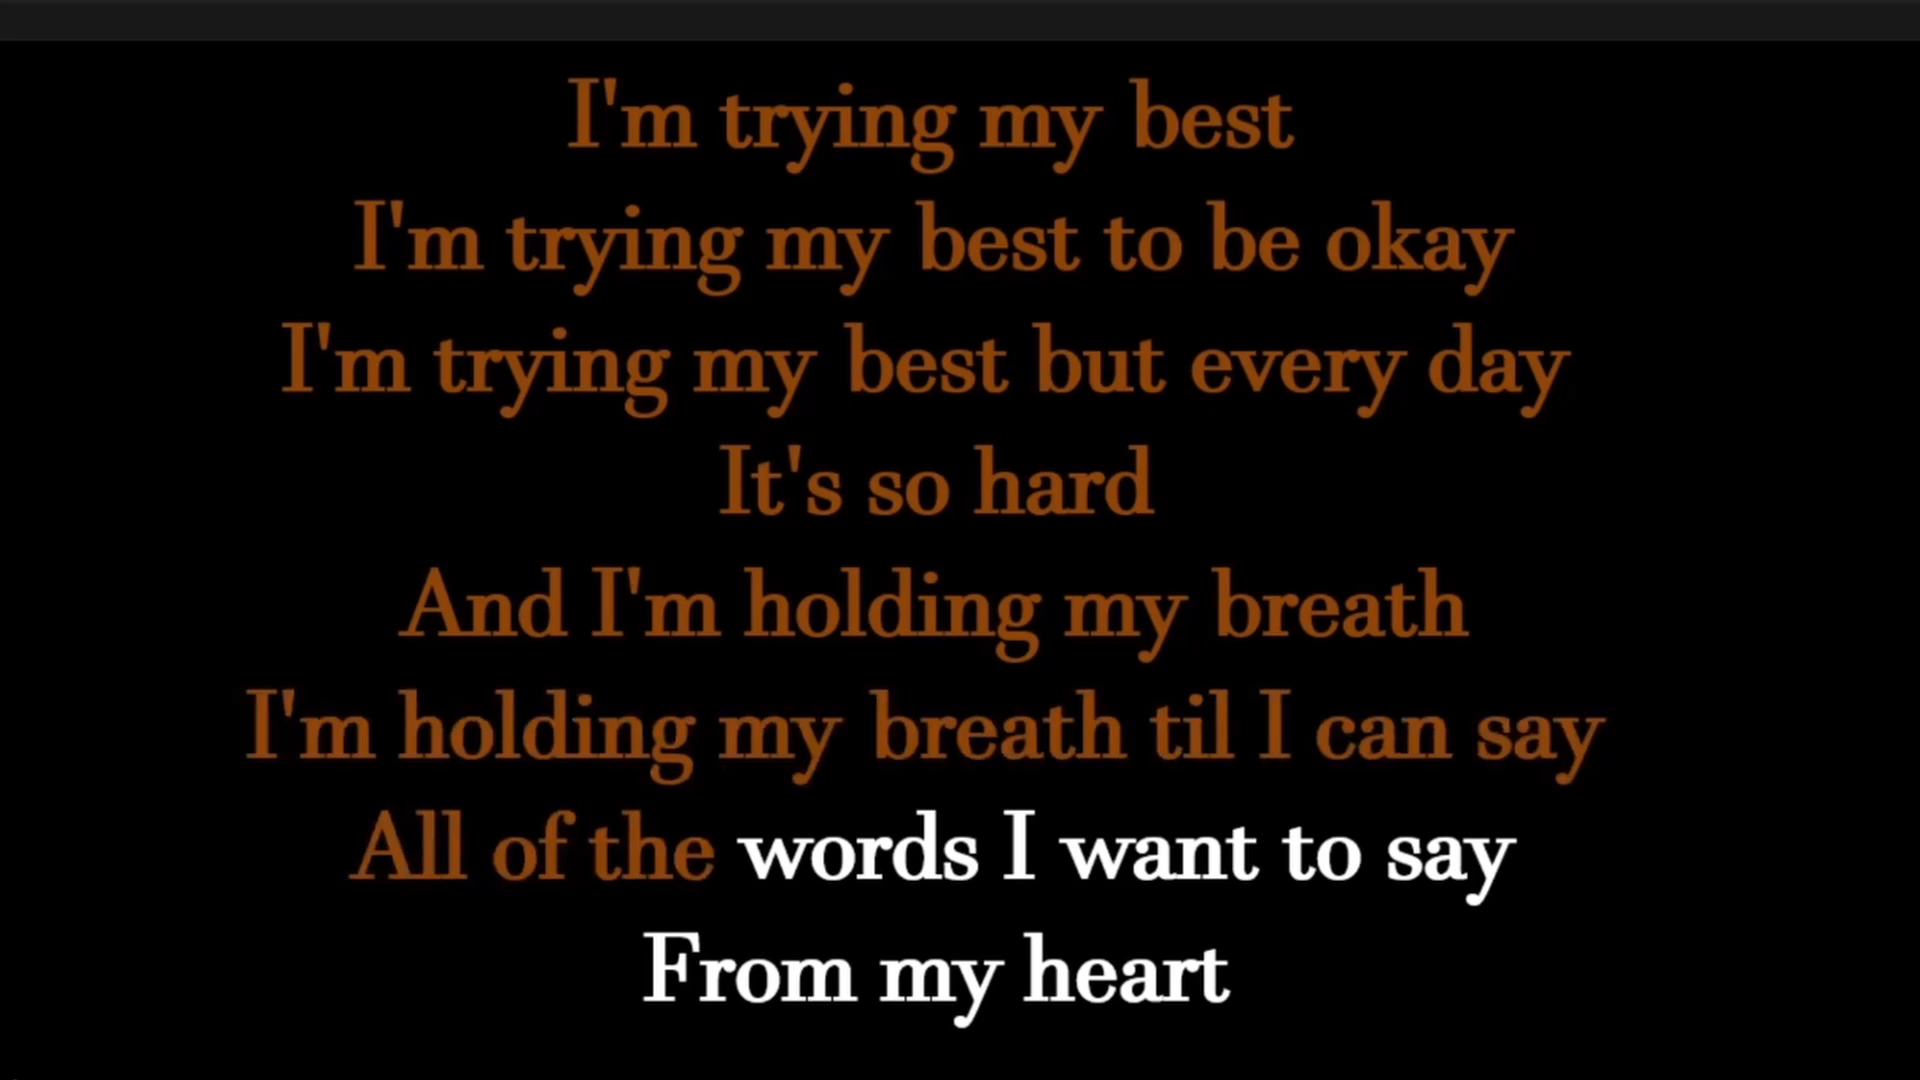 I'm trying my best
I'm trying my best to be okay
I'm trying my best but every day
It's so hard
And I'm holding my breath
I'm holding my breath til I can say
All of the words I want to say
From my heart